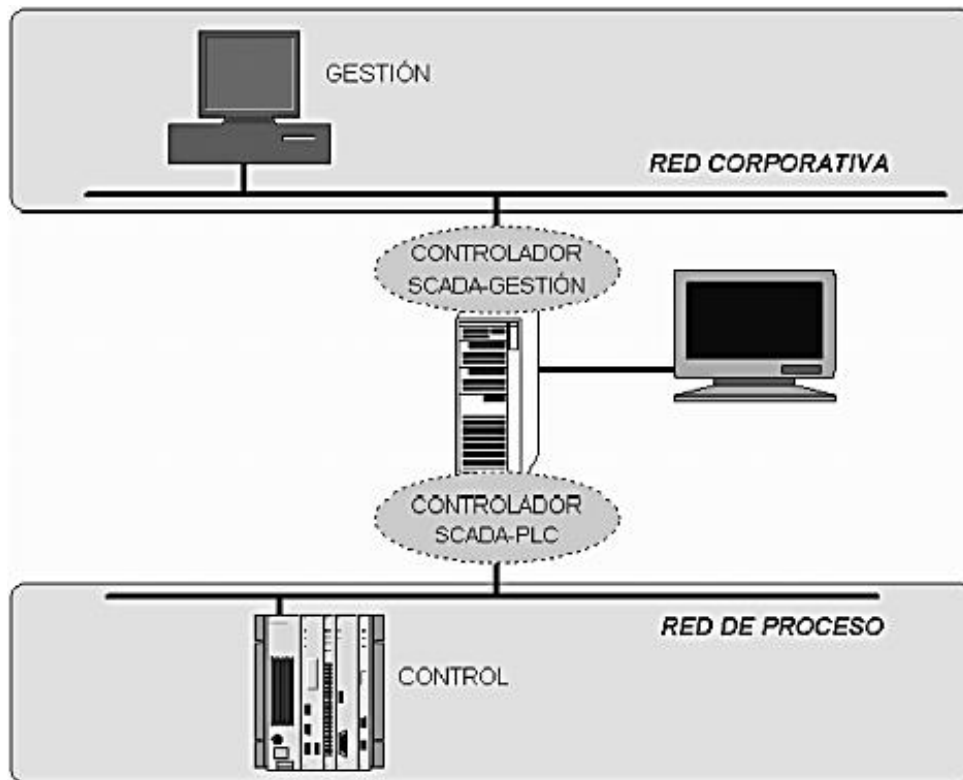 GESTIÓN
RED CORPORATIVA
CONTROLADOR
SCADA-GESTIÓN
CONTROLADOR
SCADA-PLC
RED DE PROCESO
CONTROL